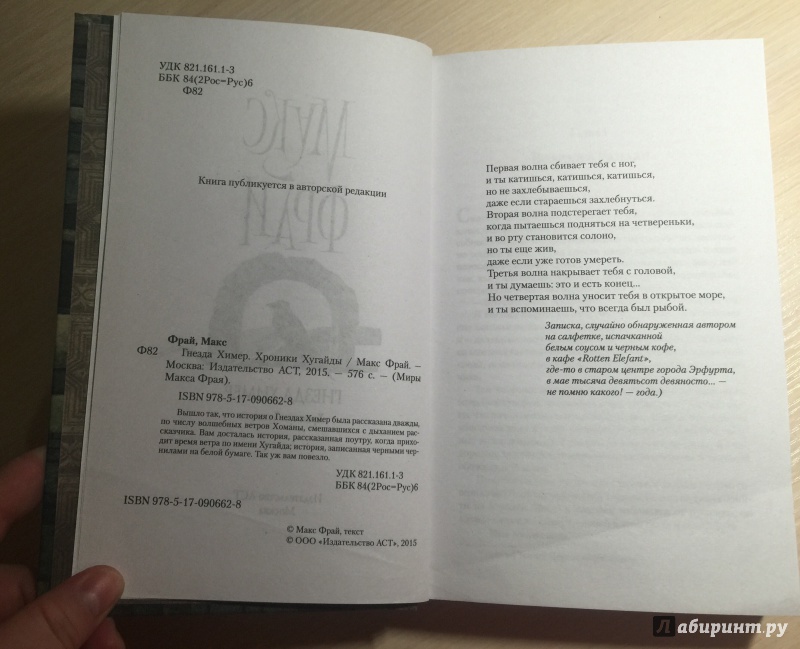 УДК 821.161.1-3
ББК 84(2Рос=Рус)6
Ф82
Книга публикуется в авторской редакции
Фрай, Макс
Ф82 Гнезда Химер. Хроники Хугайды / Макс Фрай. –
Москва: Издательство АСТ, 2015. – 576 с. – (Миры
Макса Фрая).
ISBN 978-5-17-090662-8
Вышло так, что история о Гнездах Химер была рассказана дважды,
по числу волшебных ветров Хоманы, смешавшихся с дыханием рас-
сказчика. Вам досталась история, рассказанная поутру, когда прихо-
дит время ветра по имени Хугайда; история, записанная черными чер-
нилами на белой бумаге. Так уж вам повезло.
УДК 821.161.1-3
ББК 84(2Рос=Рус)6
ISBN 978-5-17-090662-8
© Макс Фрай, текст
© ООО «Издательство АСТ», 2015
Первая волна сбивает тебя с ног,
и ты катишься, катишься, катишься,
но не захлебываешься,
даже если стараешься захлебнуться.
Вторая волна подстерегает тебя,
когда пытаешься подняться на четвереньки,
и во рту становится солоно,
но ты еще жив,
даже если уже готов умереть.
Третья волна накрывает тебя с головой,
и ты думаешь: это и есть конец...
Но четвертая волна уносит тебя в открытое море,
и ты вспоминаешь, что всегда был рыбой.
Записка, случайно обнаруженная автором
на салфетке, испачканной
белым соусом и черным кофе,
в кафе «Rotten Elefant»,
где-то в старом центре города Эрфурта,
в мае тысяча девятьсот девяносто... —
не помню какого! — года.)
Лабиринт.ру